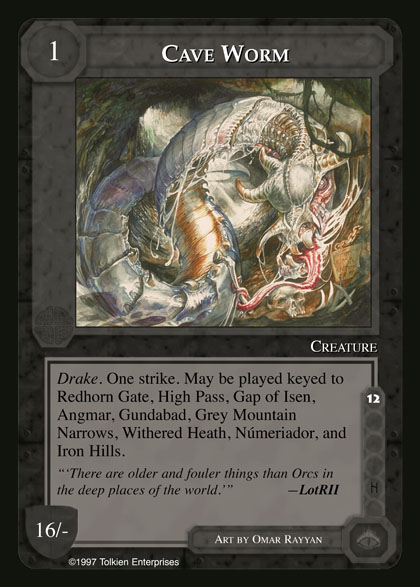 1
CAVE WORM
CREATURE
Drake. One strike. May be played keyed to
Redhorn Gate, High Pass, Gap of Isen,
Angmar, Gundabad, Grey Mountain
Narrows, Withered Heath, Númeriador, and
Iron Hills.
12
“‘There are older and fouler things than Orcs in
the deep places of the world.’” —LotRII
H
16/-
ART BY OMAR RAYYAN
©1997 Tolkien Enterprises